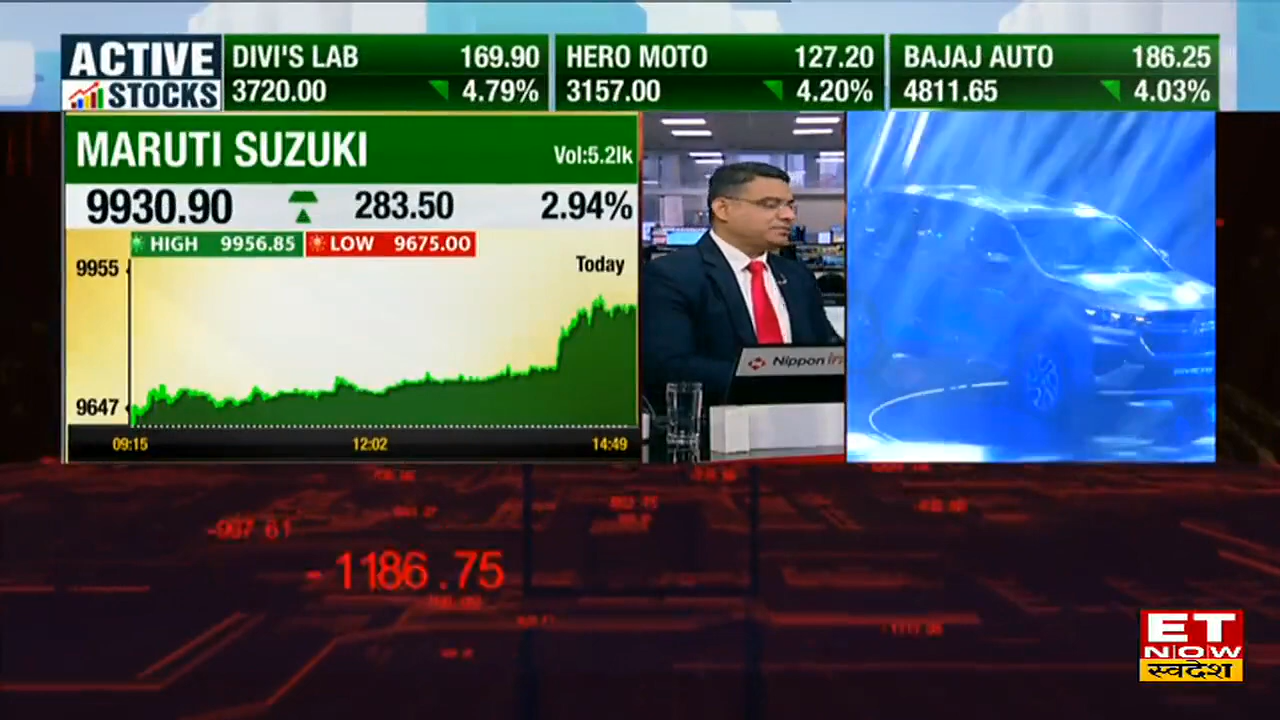 ACTIVE
STOCKS
DIVI'S LAB 169.90
3720.00 4.79%
HERO MOTO 127.20
3157.00 4.20%
BAJAJ AUTO 186.25
4811.65 4.03%
MARUTI SUZUKI Vol:5.2lk
9930.90 283.50 2.94%
HIGH 9956.85 LOW 9675.00
Today
9955
9647
09:15 12:02 14:49
Nippon
-1186.75
ET
NOW
स्वदेश